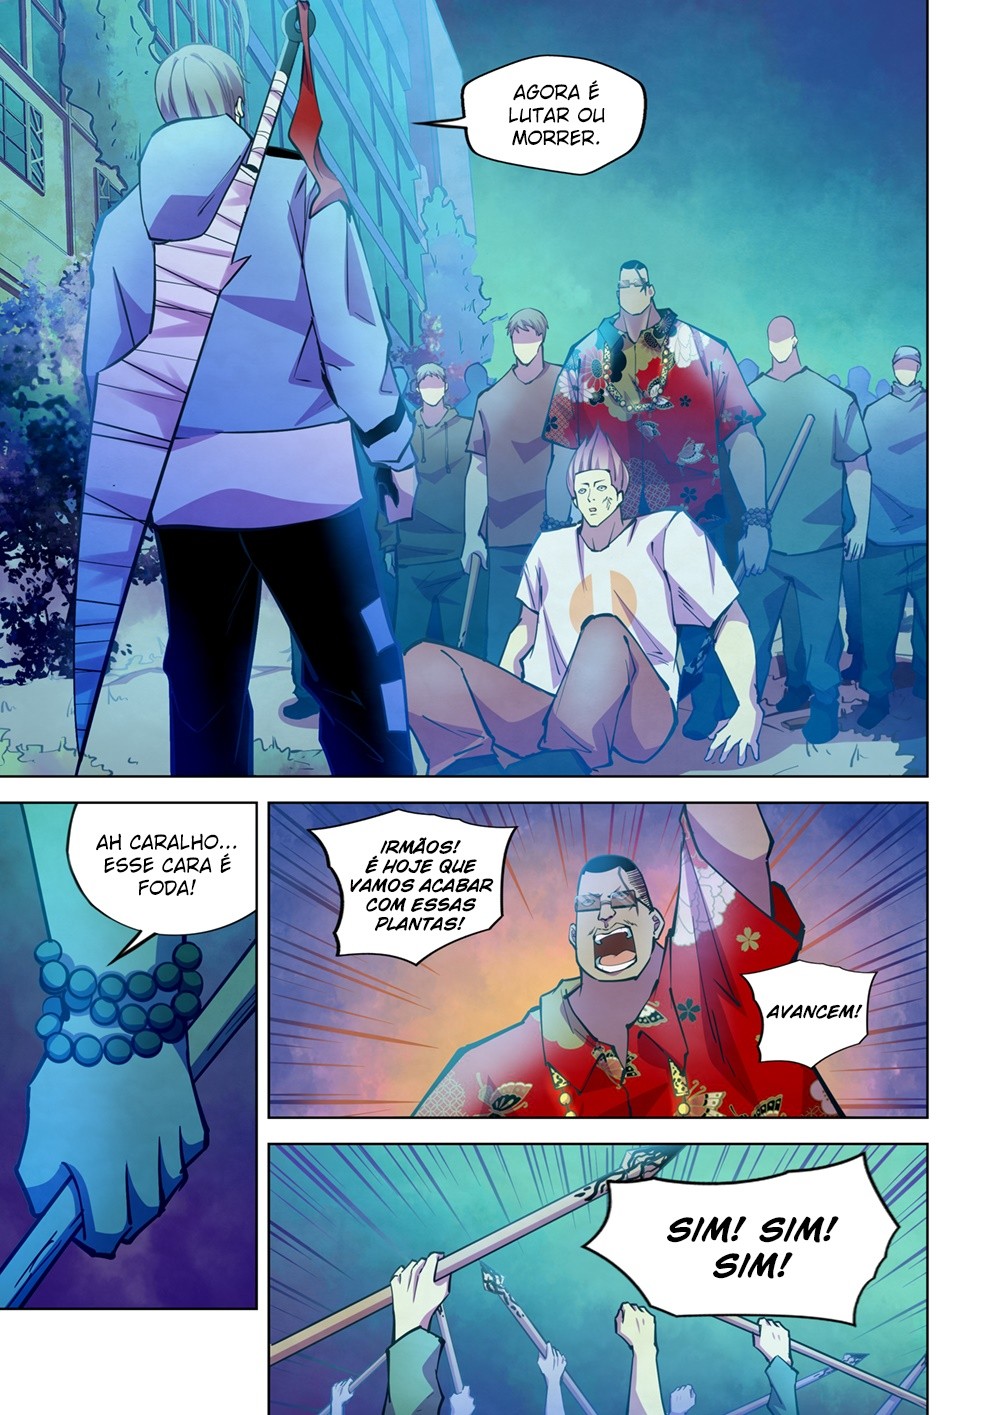 AGORA É
LUTAR OU
MORRER.
AH CARALHO...
ESSE CARA É
FODA!
IRMÃOS!
É HOJE QUE
VAMOS ACABAR
COM ESSAS
PLANTAS!
AVANCEM!
SIM! SIM!
SIM!